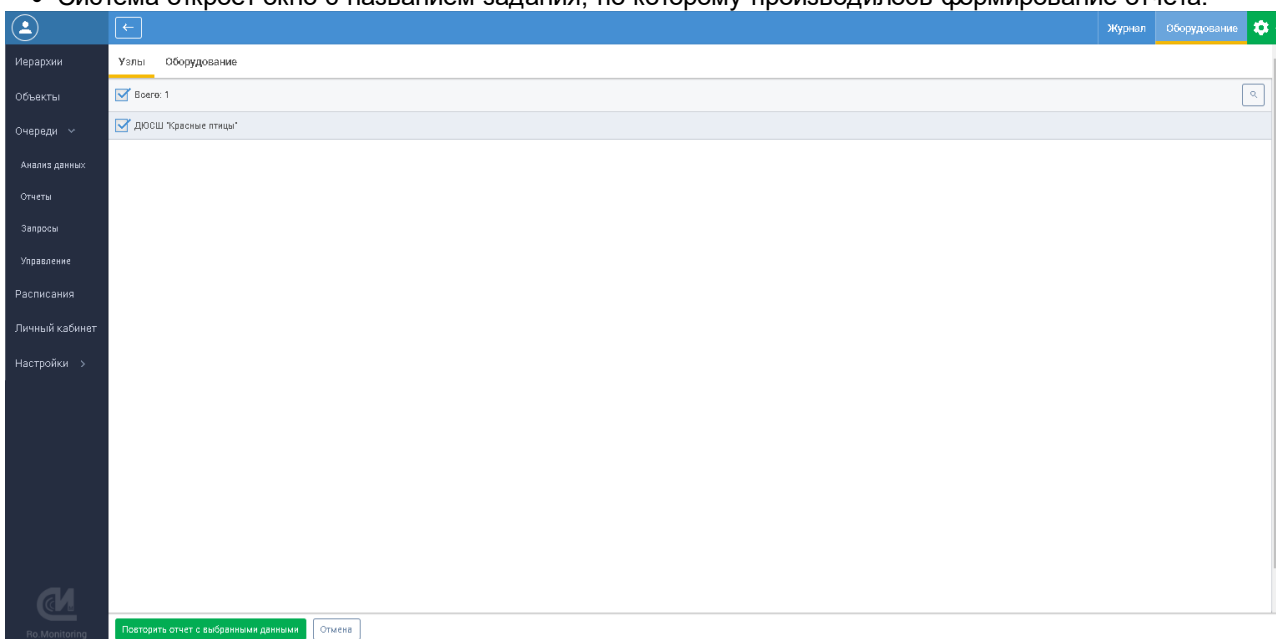 • Система откроет окно с названием задания, по которому производилось формирование отчета.
Журнал Оборудование
Иерархии
Объекты
Очереди
Анализ данных
Отчеты
Запросы
Управление
Расписания
Личный кабинет
Настройки >
Узлы Оборудование
Всего: 1
ДЮСШ "Красные птицы"
Ro Monitoring
Повторить отчет с выбранными данными Отмена